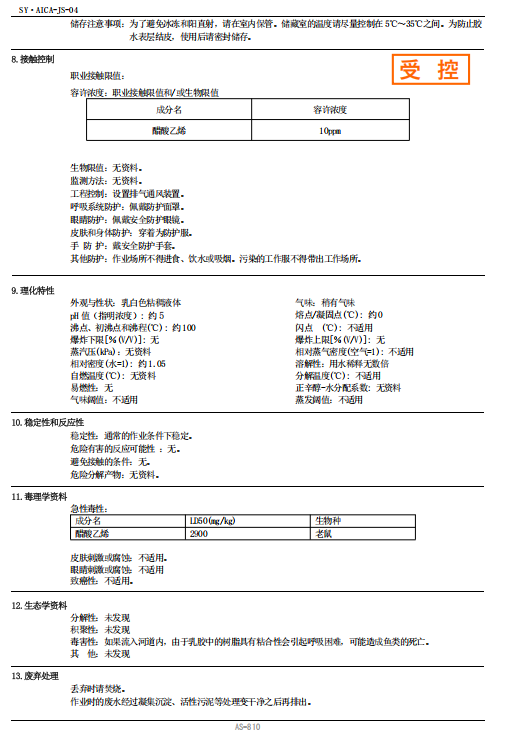 SY·AICA-JS-04
储存注意事项：为了避免冰冻和阳直射，请在室内保管。储藏室的温度请尽量控制在 5℃～35℃之间。为防止胶
水表层结皮，使用后请密封储存。
8.接触控制
受 控
职业接触限值：
容许浓度：职业接触限值和/或生物限值
成分名 容许浓度
醋酸乙烯 10ppm
生物限值：无资料。
监测方法：无资料。
工程控制：设置排气通风装置。
呼吸系统防护：佩戴防护面罩。
眼睛防护：佩戴安全防护眼镜。
皮肤和身体防护：穿着为防护服。
手 防 护：戴安全防护手套。
其他防护：作业场所不得进食、饮水或吸烟。污染的工作服不得带出工作场所。
9.理化特性
外观与性状：乳白色粘稠液体 气味：稍有气味
pH 值（指明浓度）：约 5 熔点/凝固点(℃)：约0
沸点、初沸点和沸程(℃)：约100 闪点 （℃）：不适用
爆炸下限[%(V/V)]：无 爆炸上限[%(V/V)]：无
蒸汽压(kPa)：无资料 相对蒸气密度(空气=1)：不适用
相对密度(水=1)：约1.05 溶解性：用水稀释无数倍
自燃温度(℃)：无资料 分解温度(℃)：不适用
易燃性：无 正辛醇-水分配系数：无资料
气味阈值：不适用 蒸发阈值：不适用
10.稳定性和反应性
稳定性：通常的作业条件下稳定。
危险有害的反应可能性 ：无。
避免接触的条件：无。
危险分解产物：无资料。
11.毒理学资料
急性毒性：
成分名 LD50(mg/kg) 生物种
醋酸乙烯 2900 老鼠
皮肤刺激或腐蚀：不适用。
眼睛刺激或腐蚀：不适用
致癌性：不适用。
12.生态学资料
分解性：未发现
积聚性：未发现
毒害性：如果流入河道内，由于乳胶中的树脂具有粘合性会引起呼吸困难，可能造成鱼类的死亡。
其 他：未发现
13.废弃处理
丢弃时请焚烧。
作业时的废水经过凝集沉淀、活性污泥等处理变干净之后再排出。
AS-810